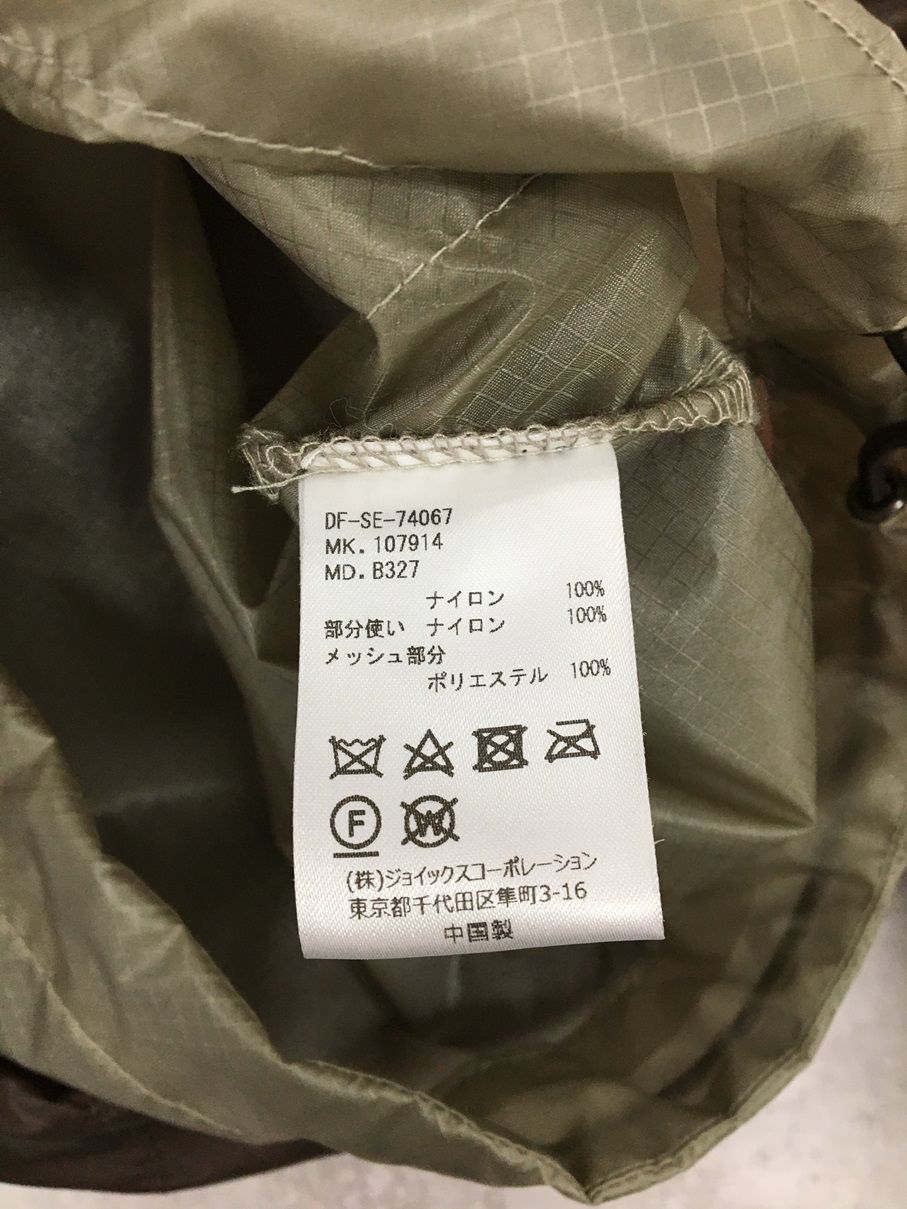 DF-SE-74067
MK. 107914
MD. B327
ナイロン 100%
部分使い ナイロン 100%
メッシュ部分
ポリエステル 100%
F W
(株)ジョイックスコーポレーション
東京都千代田区隼町3-16
中国製